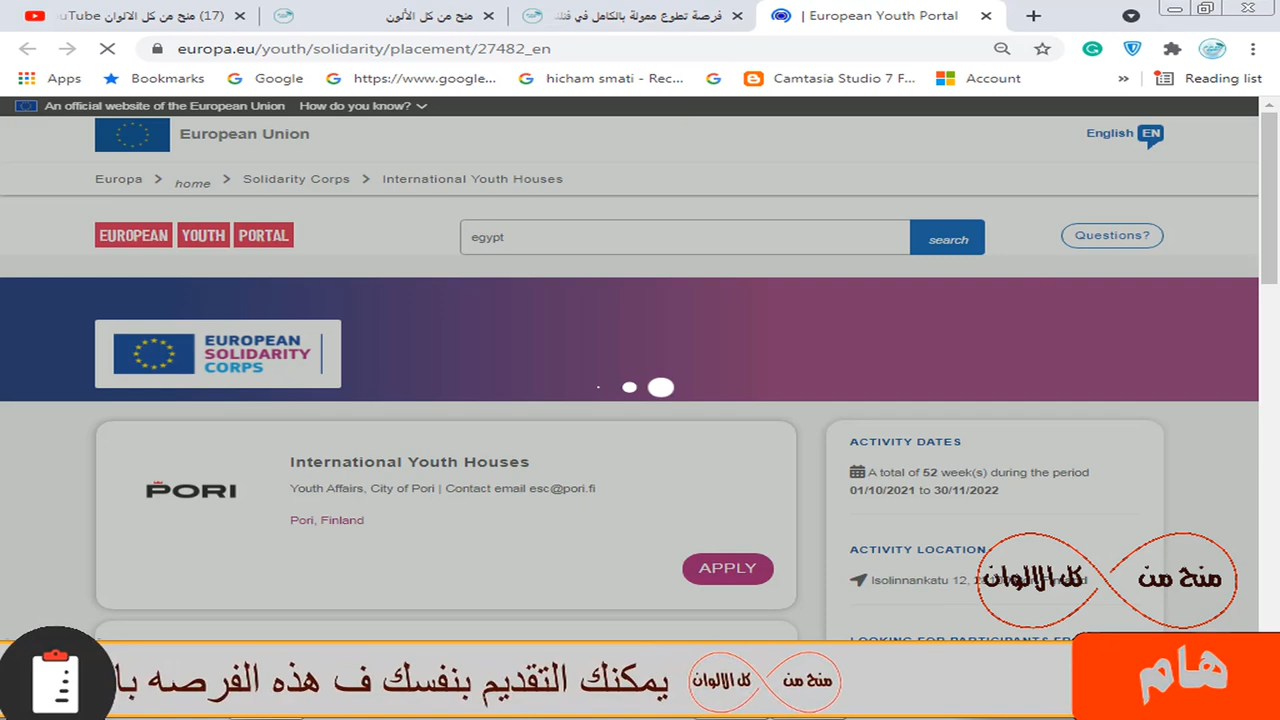 (17) منح من كل الالوان
منح من كل الألون
فرصة تطوع ممولة بالكامل في
| European Youth Portal
europa.eu/youth/solidarity/placement/27482_en
Apps
Bookmarks
Google
https://www.google...
hicham smati - Rec...
Camtasia Studio 7 F...
Account
»
Reading list
An official website of the European Union How do you know?
European Union
English EN
Europa > home > Solidarity Corps > International Youth Houses
EUROPEAN YOUTH PORTAL
egypt
search
Questions?
EUROPEAN
SOLIDARITY
CORPS
International Youth Houses
PORI
Youth Affairs, City of Pori | Contact email esc@pori.fi
Pori, Finland
APPLY
ACTIVITY DATES
A total of 52 week(s) during the period
01/10/2021 to 30/11/2022
ACTIVITY LOCATION
Isolinnankatu 12,
منح من كل الالوان
LOOKING FOR PARTICIPANTS
هام
منح من كل الالوان
يمكنك التقديم بنفسك ف هذه الفرصه با